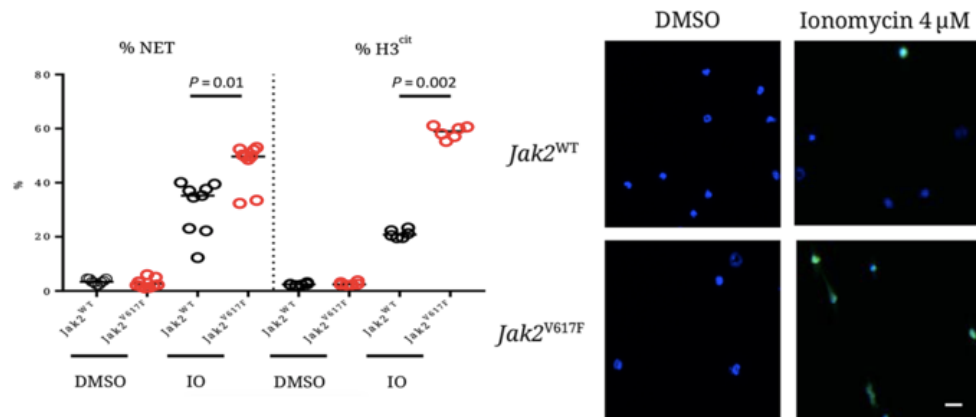 % NET
% H3cit
P = 0.01
P = 0.002
80
60
40
20
0
%
Jak2WT
Jak2V617F
Jak2WT
Jak2V617F
Jak2WT
Jak2V617F
Jak2WT
Jak2V617F
DMSO
IO
DMSO
IO
DMSO
Ionomycin 4 μM
Jak2WT
Jak2V617F